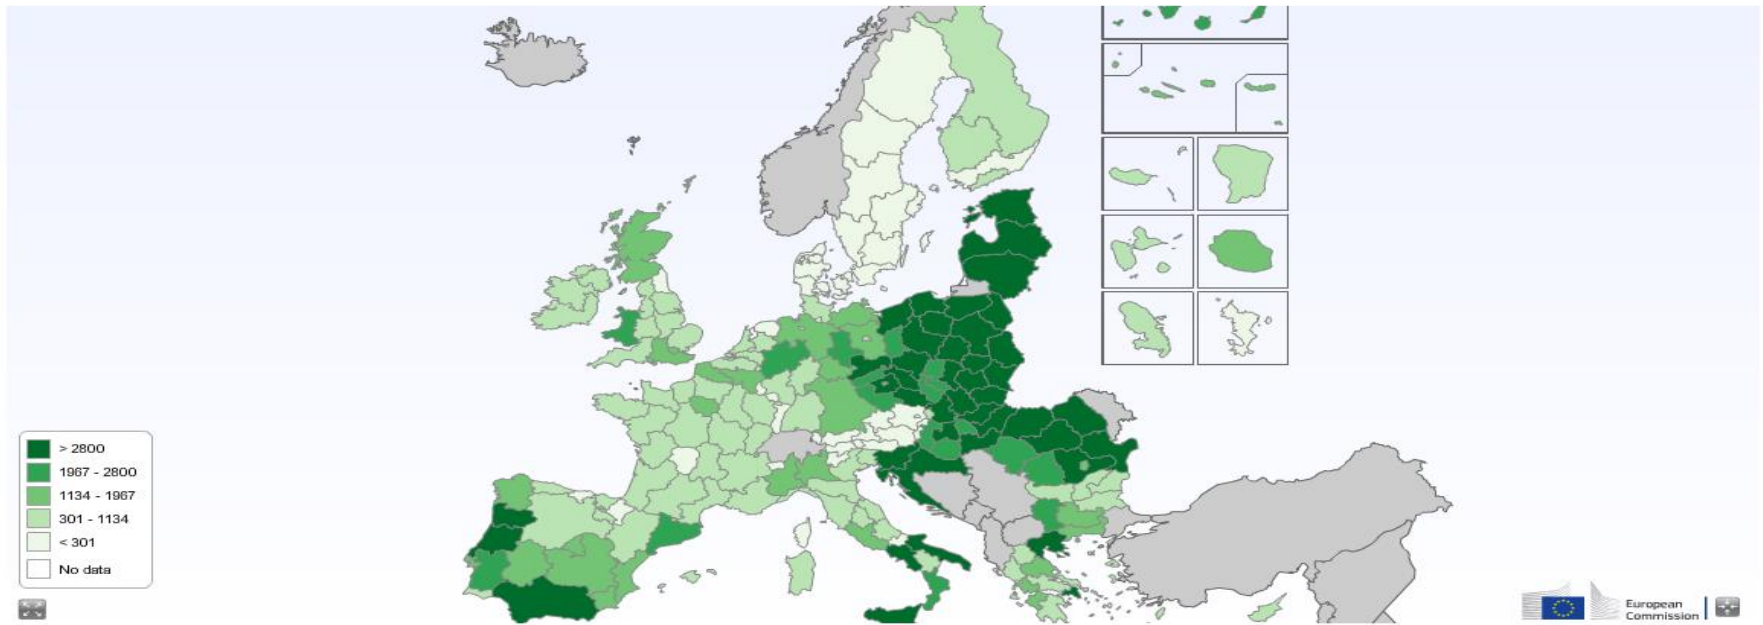 > 2800
1967 - 2800
1134 - 1967
301 - 1134
< 301
No data
European
Commission